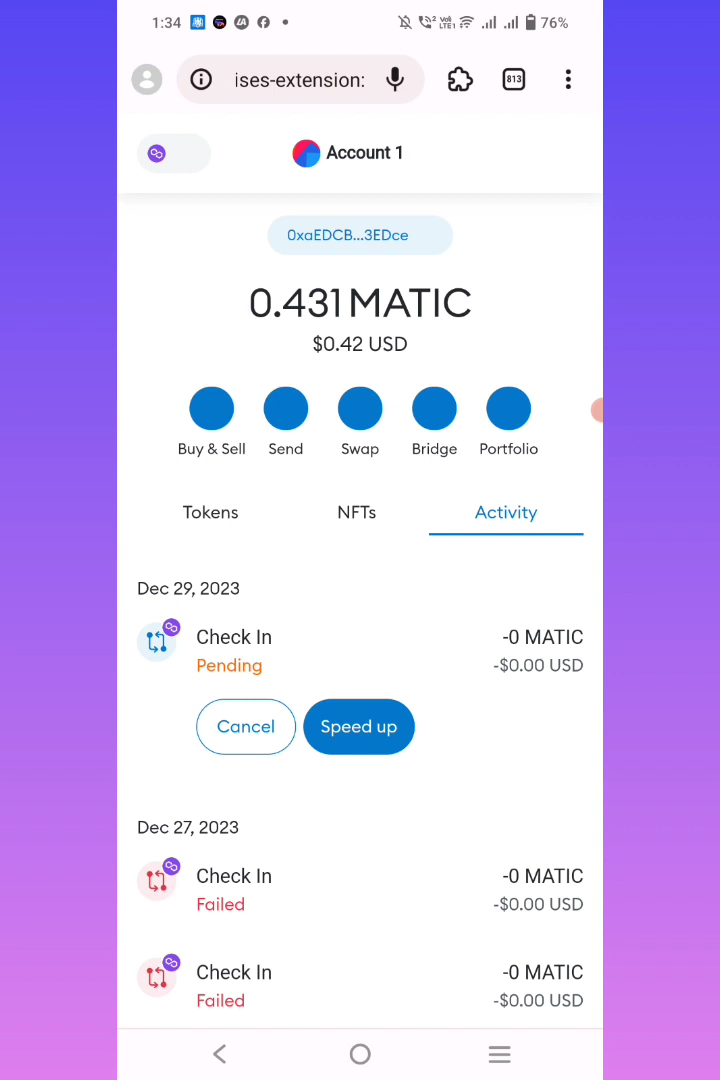 1:34 76%
ises-extension: 813
Account 1
0xaEDCB...3EDce
0.431 MATIC
$0.42 USD
Buy & Sell Send Swap Bridge Portfolio
Tokens NFTs Activity
Dec 29, 2023
Check In -0 MATIC
Pending -$0.00 USD
Cancel Speed up
Dec 27, 2023
Check In -0 MATIC
Failed -$0.00 USD
Check In -0 MATIC
Failed -$0.00 USD